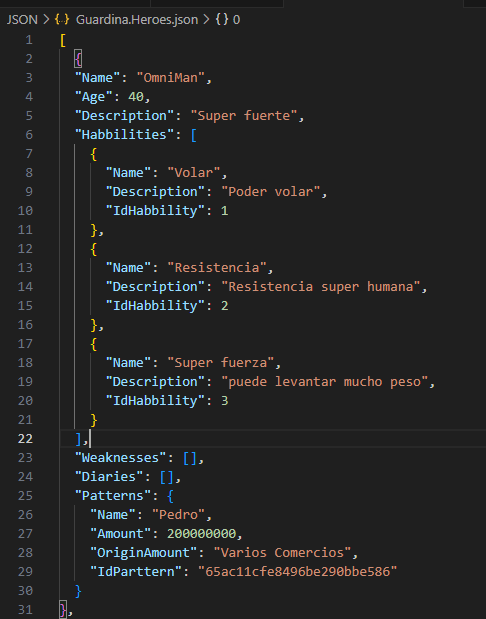 JSON > {··} Guardina.Heroes.json > { } 0
1 [
2 {
3 "Name": "OmniMan",
4 "Age": 40,
5 "Description": "Super fuerte",
6 "Habbilities": [
7 {
8 "Name": "Volar",
9 "Description": "Poder volar",
10 "IdHabbility": 1
11 },
12 {
13 "Name": "Resistencia",
14 "Description": "Resistencia super humana",
15 "IdHabbility": 2
16 },
17 {
18 "Name": "Super fuerza",
19 "Description": "puede levantar mucho peso",
20 "IdHabbility": 3
21 }
22 ],
23 "Weaknesses": [],
24 "Diaries": [],
25 "Patterns": {
26 "Name": "Pedro",
27 "Amount": 200000000,
28 "OriginAmount": "Varios Comercios",
29 "IdParttern": "65ac11cfe8496be290bbe586"
30 }
31 },